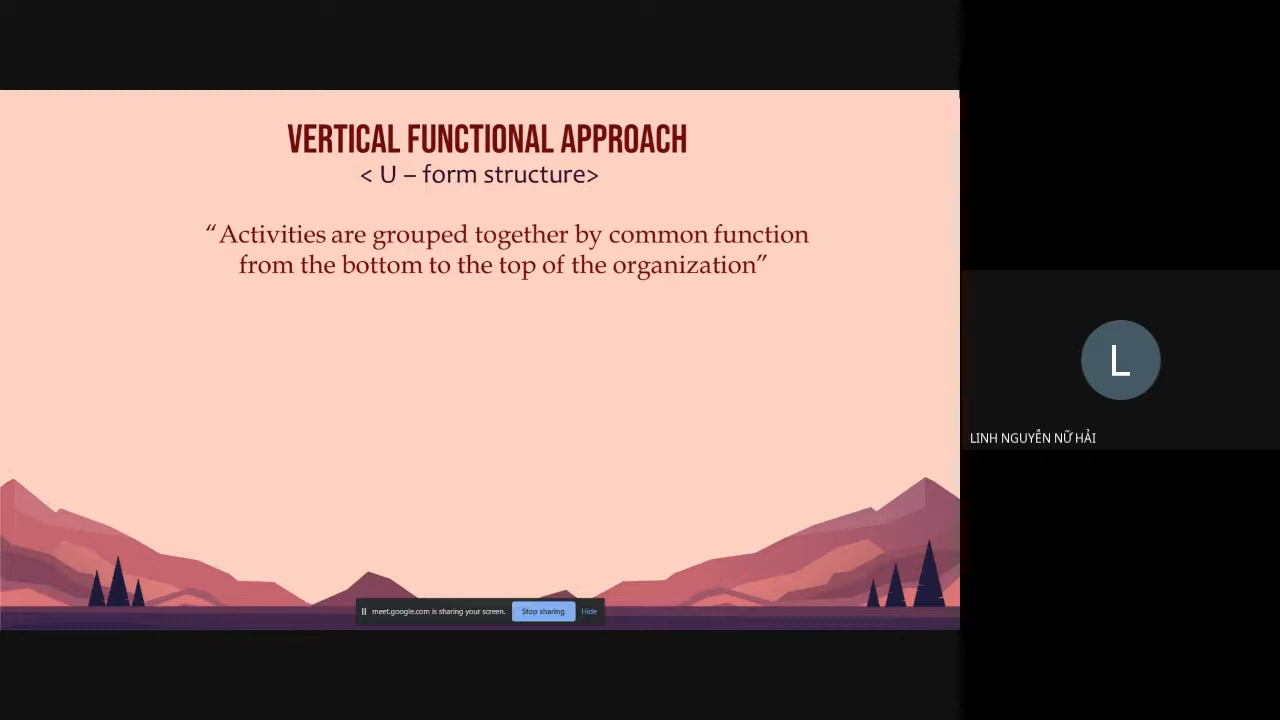 VERTICAL FUNCTIONAL APPROACH
< U – form structure>
“Activities are grouped together by common function
from the bottom to the top of the organization”
L
LINH NGUYỄN NỮ HẢI
meet.google.com is sharing your screen. Stop sharing Hide